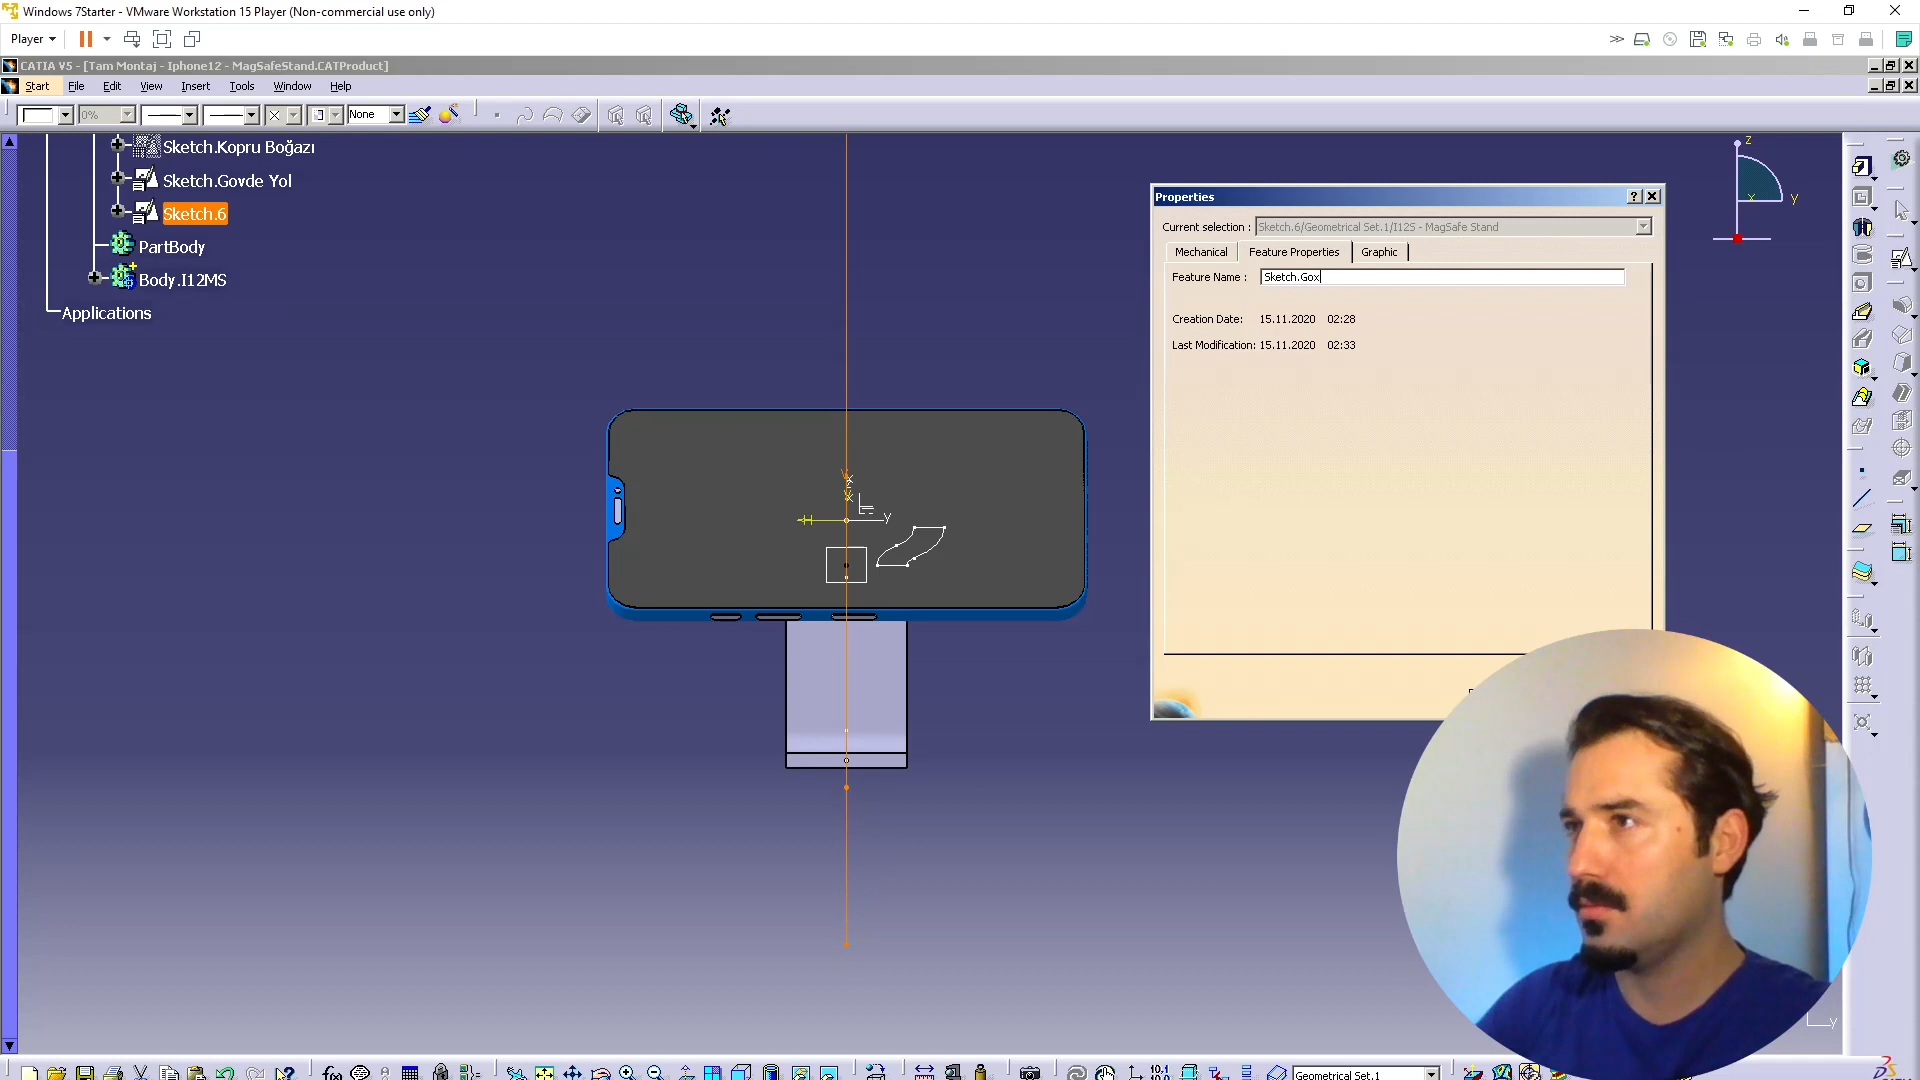 Windows 7Starter - VMware Workstation 15 Player (Non-commercial use only)
Player
CATIA V5 - [Tam Montaj - Iphone12 - MagSafeStand.CATProduct]
Start File Edit View Insert Tools Window Help
0% None
Sketch.Kopru Boğazı
Sketch.Govde Yol
Sketch.6
PartBody
Body.I12MS
Applications
Properties
Current selection : Sketch.6/Geometrical Set.1/I12S - MagSafe Stand
Mechanical Feature Properties Graphic
Feature Name : Sketch.Gox
Creation Date: 15.11.2020 02:28
Last Modification: 15.11.2020 02:33
z
x y
y
H
y
Geometrical Set.1